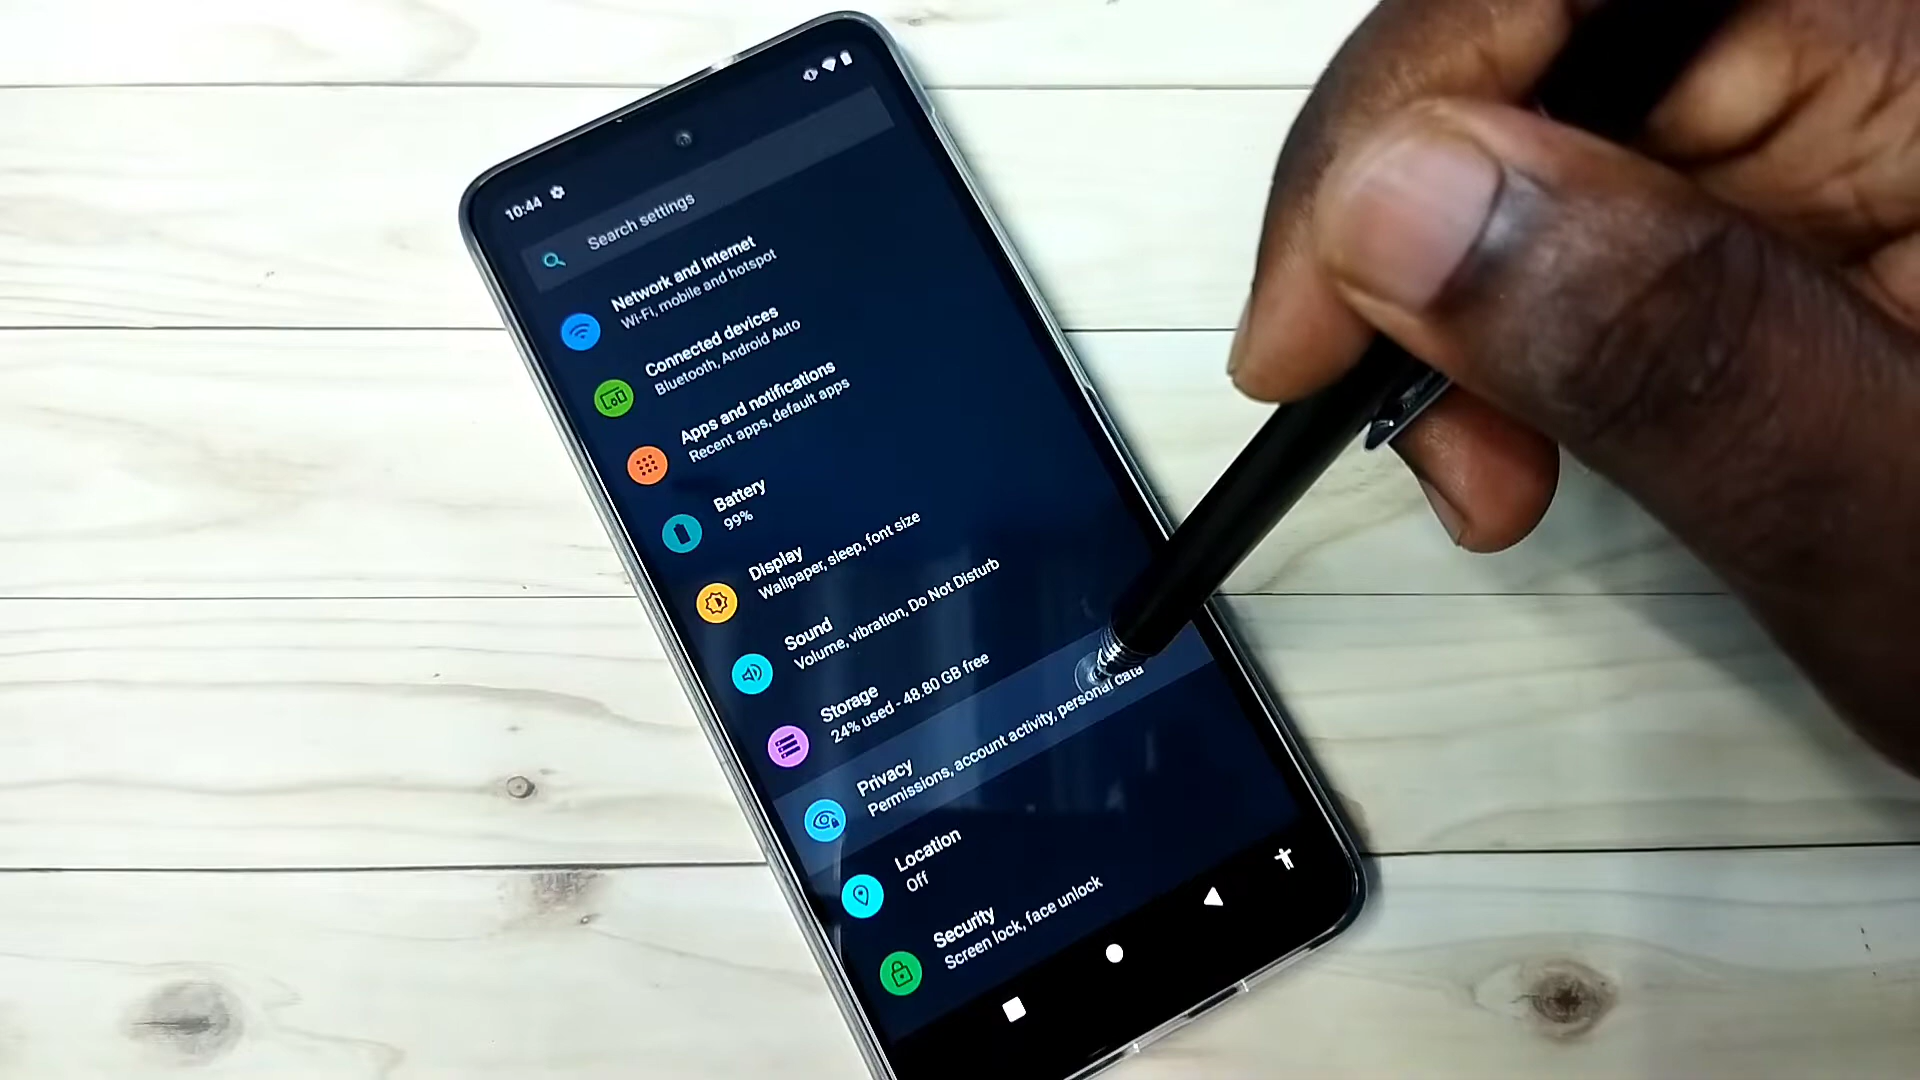 10:44
Search settings
Network and internet
Wi-Fi, mobile and hotspot
Connected devices
Bluetooth, Android Auto
Apps and notifications
Recent apps, default apps
Battery
99%
Display
Wallpaper, sleep, font size
Sound
Volume, vibration, Do Not Disturb
Storage
24% used - 48.80 GB free
Privacy
Permissions, account activity, personal data
Location
Off
Security
Screen lock, face unlock